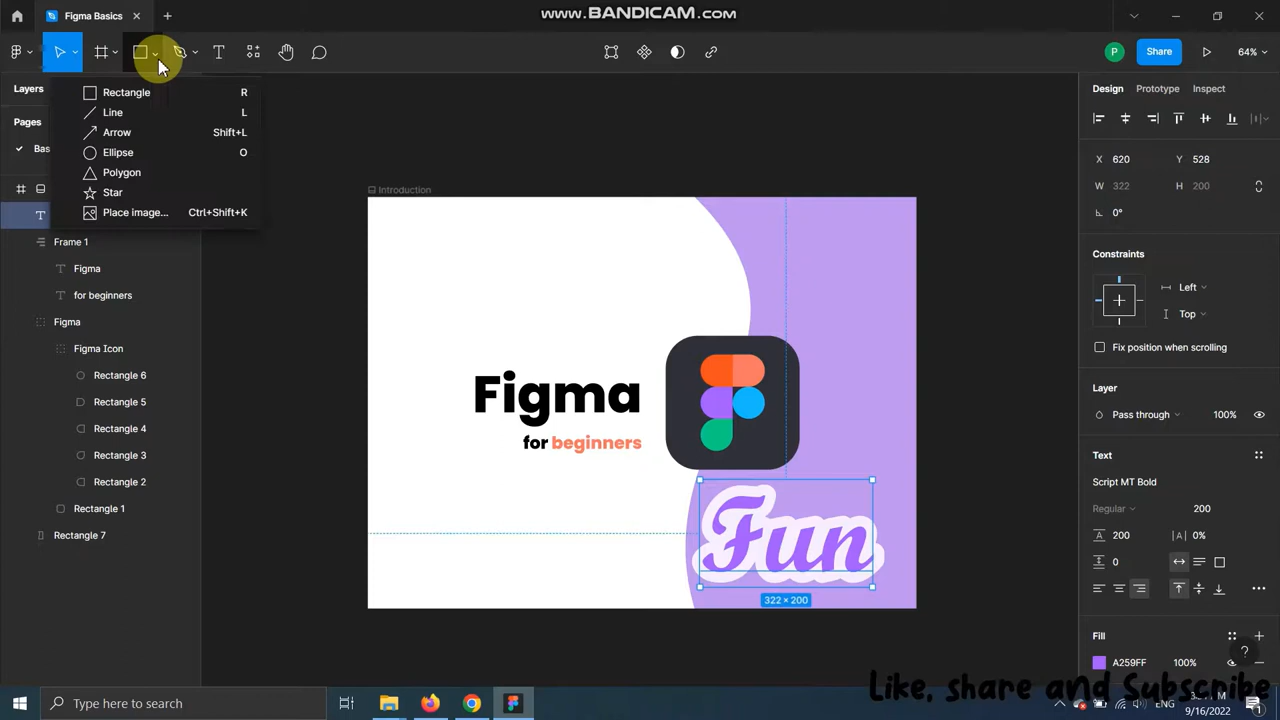 WWW.BANDICAM.COM
Figma Basics
Share
P
64%
Layers
Pages
Bas
Rectangle R
Line L
Arrow Shift+L
Ellipse O
Polygon
Star
Place image... Ctrl+Shift+K
T
Frame 1
Figma
for beginners
Figma
Figma Icon
Rectangle 6
Rectangle 5
Rectangle 4
Rectangle 3
Rectangle 2
Rectangle 1
Rectangle 7
Introduction
Figma
for beginners
Fun
322 × 200
Design Prototype Inspect
X 620 Y 528
W 322 H 200
0°
Constraints
Left
Top
Fix position when scrolling
Layer
Pass through 100%
Text
Script MT Bold
Regular 200
200 0%
0
Fill
A259FF 100%
?
Like, share and Subscribe
Type here to search
9/16/2022